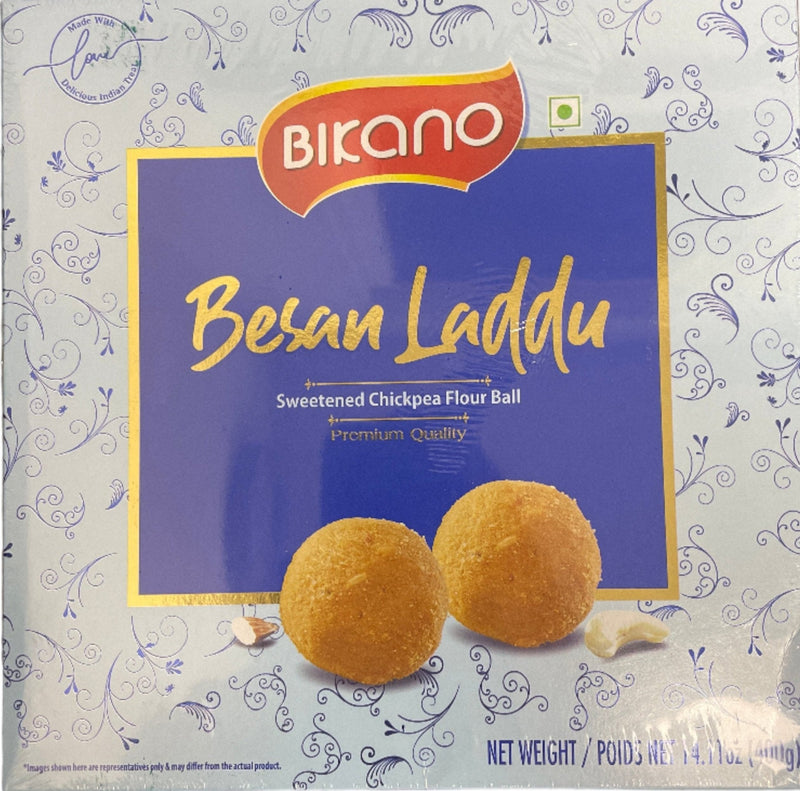 Made With
love
Delicious Indian Treat
BIKANO
Besan Laddu
Sweetened Chickpea Flour Ball
Premium Quality
NET WEIGHT / POIDS NET 14.11oz (400g)
*Images shown here are representatives only & may differ from the actual product.